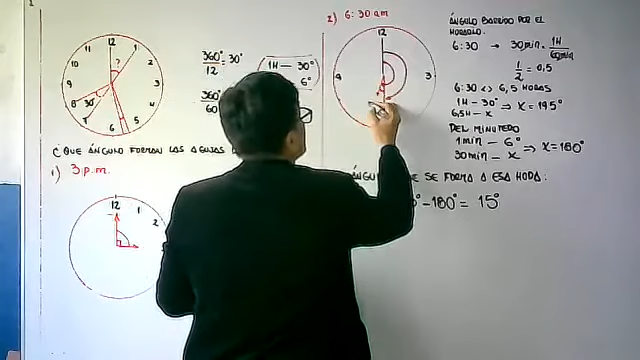 12
11
1
10
2
9
3
8
4
7
5
6
?
30°
360°
12
= 30°
1H — 30°
6°
360°
60
¿QUE ÁNGULO FORMAN LAS AGUJAS
1) 3 p.m.
12
1
2
2) 6:30 am
12
9
3
ÁNGULO BARRIDO POR EL
HORARIO.
6:30 → 30min . 1H
60min
1/2 = 0,5
6:30 <> 6,5 HORAS
1H — 30° ⇒ X = 195°
6,5H — X
DEL MINUTERO
1min — 6° ⇒ X = 180°
30min — X
SE FORMA A ESA HORA:
- 180° = 15°